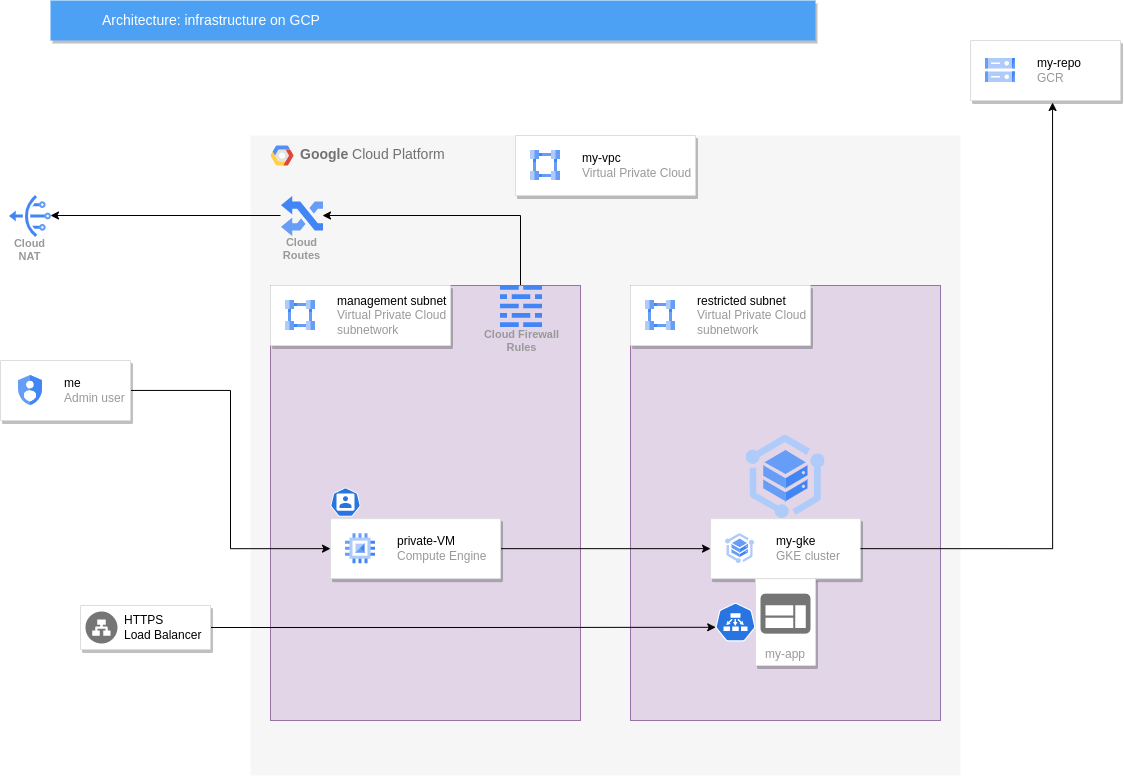 Architecture: infrastructure on GCP
my-repo
GCR
Google Cloud Platform
my-vpc
Virtual Private Cloud
Cloud
NAT
Cloud
Routes
management subnet
Virtual Private Cloud
subnetwork
Cloud Firewall
Rules
restricted subnet
Virtual Private Cloud
subnetwork
me
Admin user
private-VM
Compute Engine
my-gke
GKE cluster
HTTPS
Load Balancer
my-app